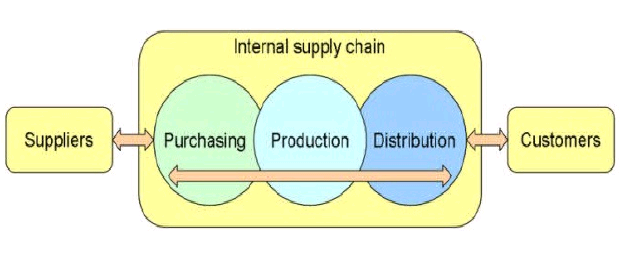 Internal supply chain
Suppliers
Purchasing
Production
Distribution
Customers